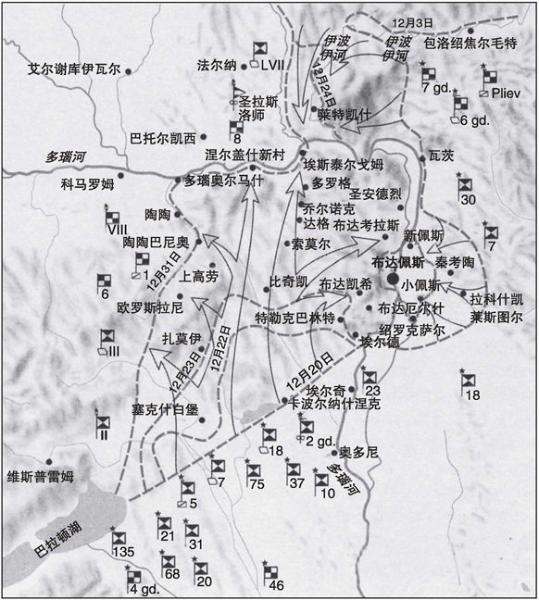 12月3日
伊波
伊河
伊波
伊河
包洛绍焦尔毛特
艾尔谢库伊瓦尔
法尔纳
LVII
12月24日
7 gd.
Pliev
圣拉斯
洛师
莱特凯什
6 gd.
8
巴托尔凯西
多瑙河
涅尔盖什新村
埃斯泰尔戈姆
瓦茨
科马罗姆
多瑙奥尔马什
多罗格
圣安德烈
30
VIII
陶陶
乔尔诺克
达格
布达考拉斯
新佩斯
7
陶陶巴尼奥
索莫尔
布达佩斯
秦考陶
1
12月31日
上高劳
6
比奇凯
布达凯希
小佩斯
拉科什凯
莱斯图尔
欧罗斯拉尼
布达厄尔什
特勒克巴林特
绍罗克萨尔
III
扎莫伊
12月22日
埃尔德
12月23日
12月20日
埃尔奇
23
18
塞克什白堡
卡波尔纳什涅克
II
18
2 gd.
奥多尼
维斯普雷姆
7
75
37
10
多瑙河
5
巴拉顿湖
21
31
135
68
20
4 gd.
46